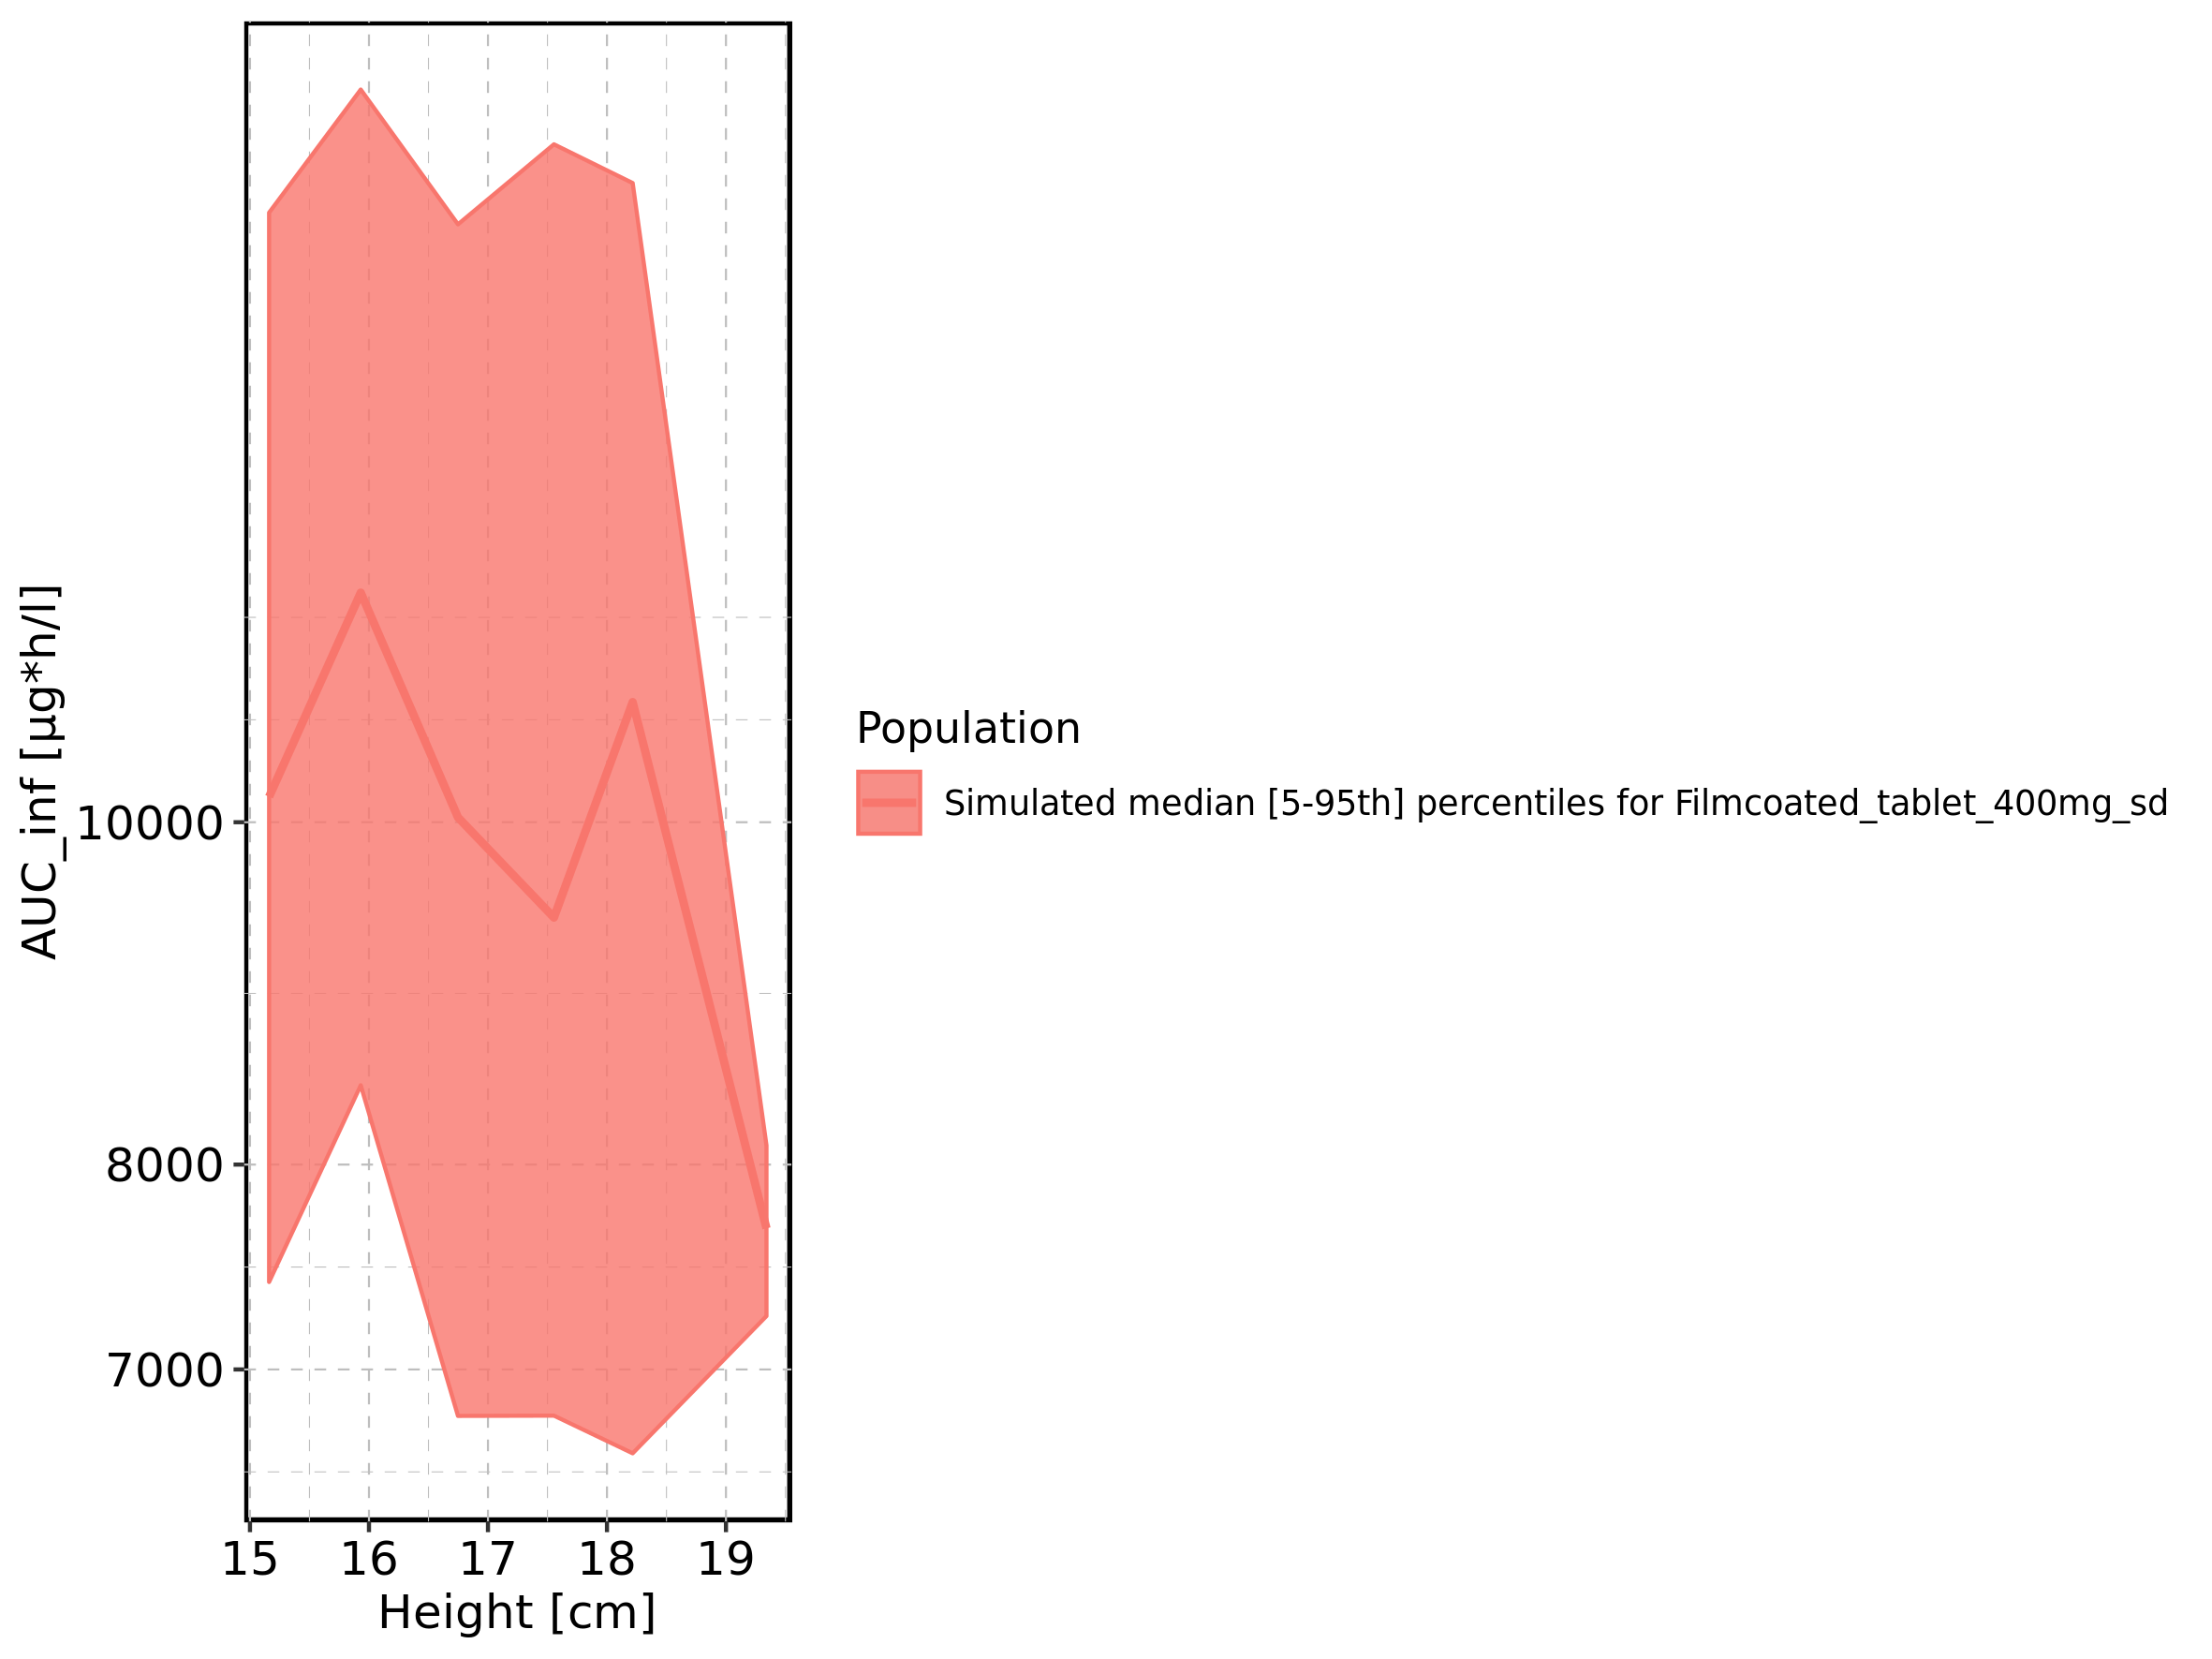 AUC_inf [µg*h/l]
10000
8000
7000
15 16 17 18 19
Height [cm]
Population
Simulated median [5-95th] percentiles for Filmcoated_tablet_400mg_sd